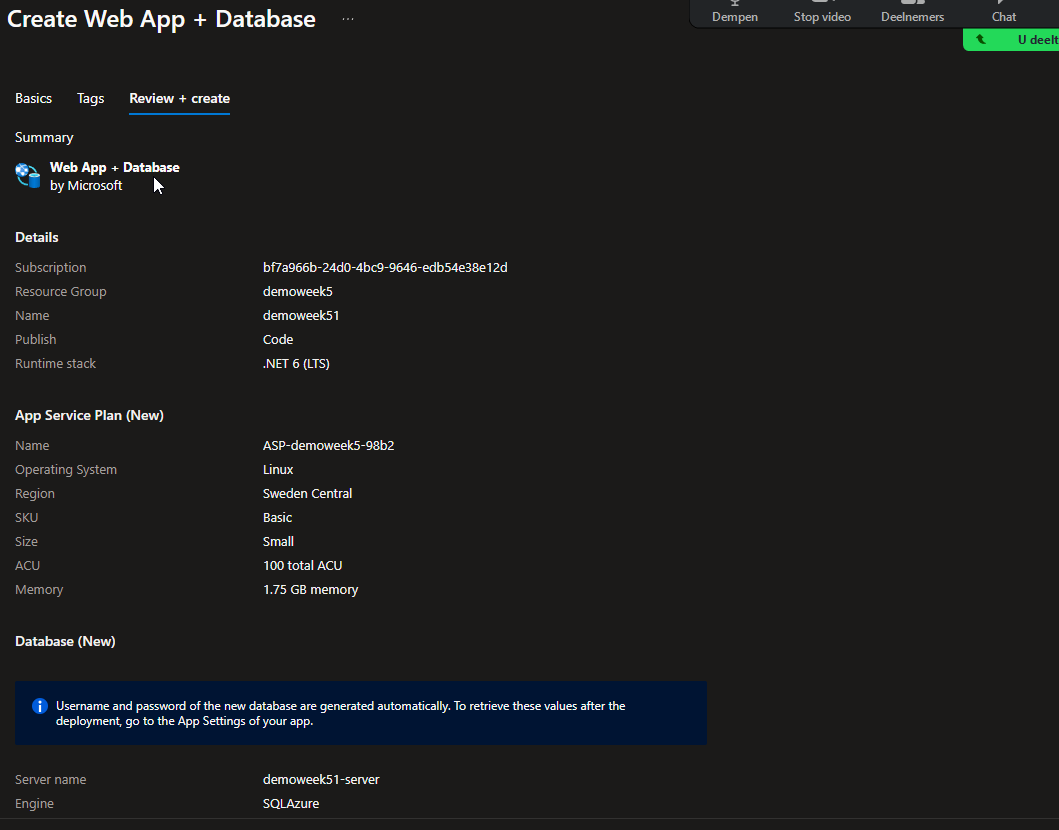 Create Web App + Database ...
Dempen Stop video Deelnemers Chat
U deelt
Basics Tags Review + create
Summary
Web App + Database
by Microsoft
Details
Subscription bf7a966b-24d0-4bc9-9646-edb54e38e12d
Resource Group demoweek5
Name demoweek51
Publish Code
Runtime stack .NET 6 (LTS)
App Service Plan (New)
Name ASP-demoweek5-98b2
Operating System Linux
Region Sweden Central
SKU Basic
Size Small
ACU 100 total ACU
Memory 1.75 GB memory
Database (New)
Username and password of the new database are generated automatically. To retrieve these values after the
deployment, go to the App Settings of your app.
Server name demoweek51-server
Engine SQLAzure